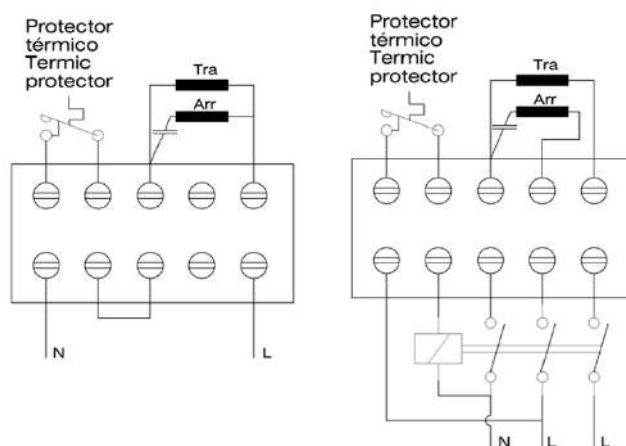 Protector
térmico
Termic
protector
Tra
Arr
N
L
Protector
térmico
Termic
protector
Tra
Arr
N
L
L